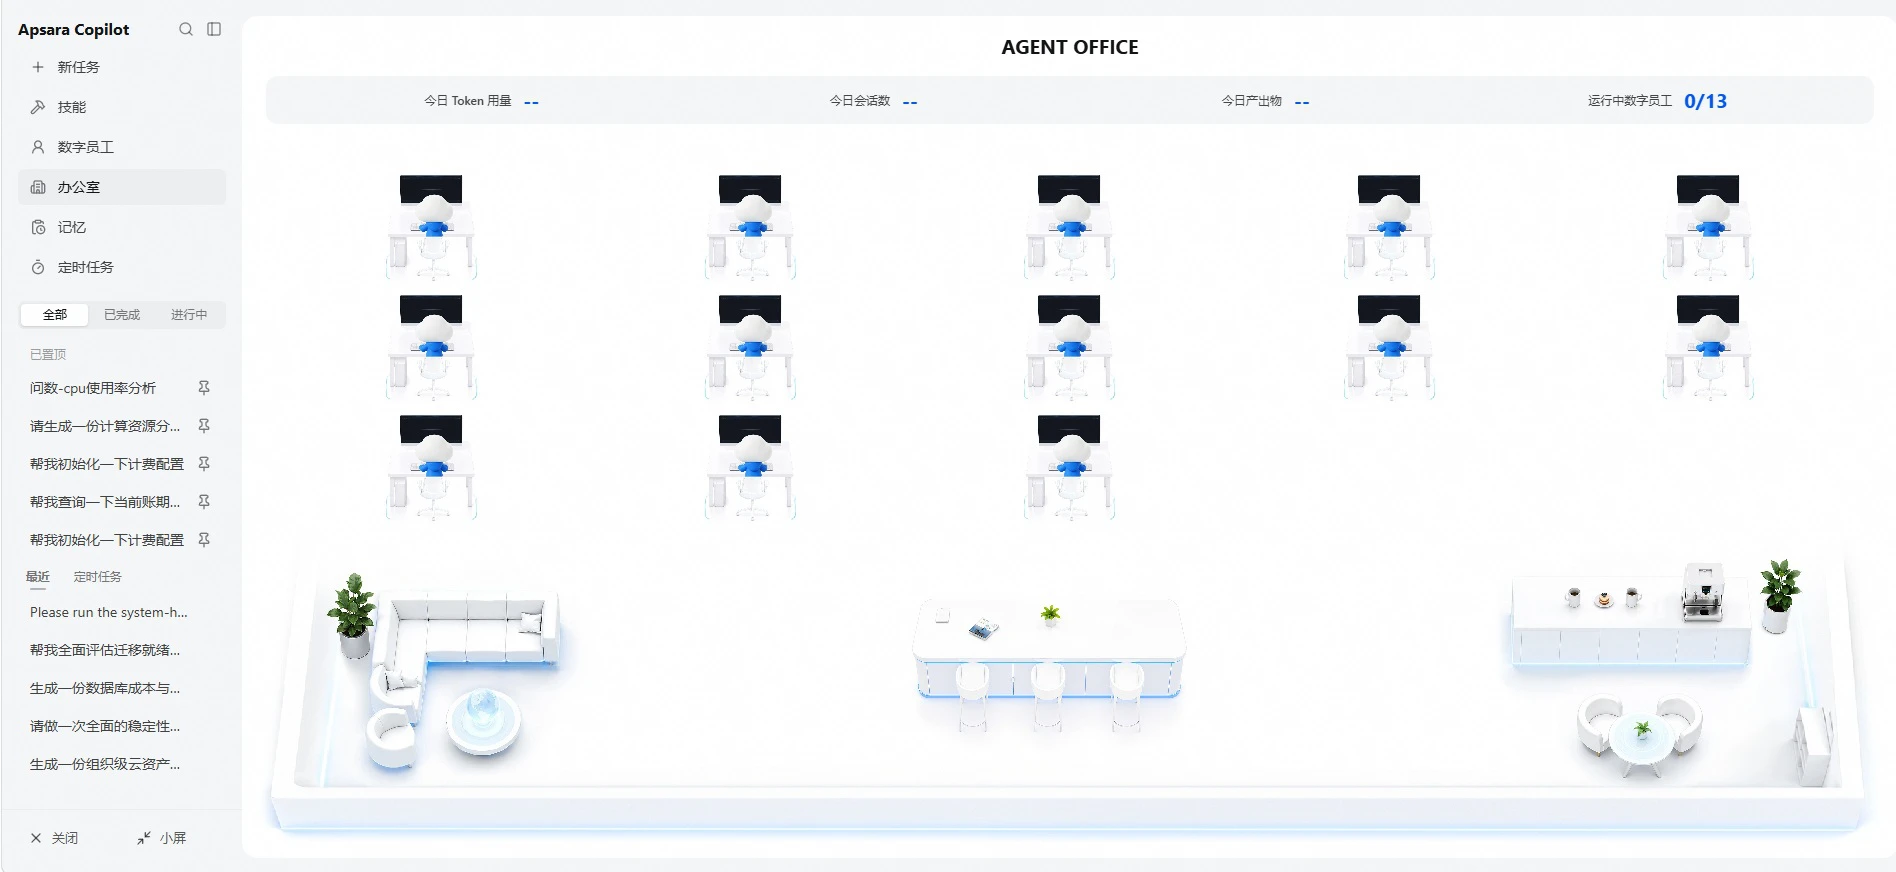 Apsara Copilot
新任务
技能
数字员工
办公室
记忆
定时任务
全部 已完成 进行中
已置顶
问数-cpu使用率分析
请生成一份计算资源分...
帮我初始化一下计费配置
帮我查询一下当前账期...
帮我初始化一下计费配置
最近 定时任务
Please run the system-h...
帮我全面评估迁移就绪...
生成一份数据库成本与...
请做一次全面的稳定性...
生成一份组织级云资产...
关闭 小屏
AGENT OFFICE
今日 Token 用量 -- 今日会话数 -- 今日产出物 -- 运行中数字员工 0/13